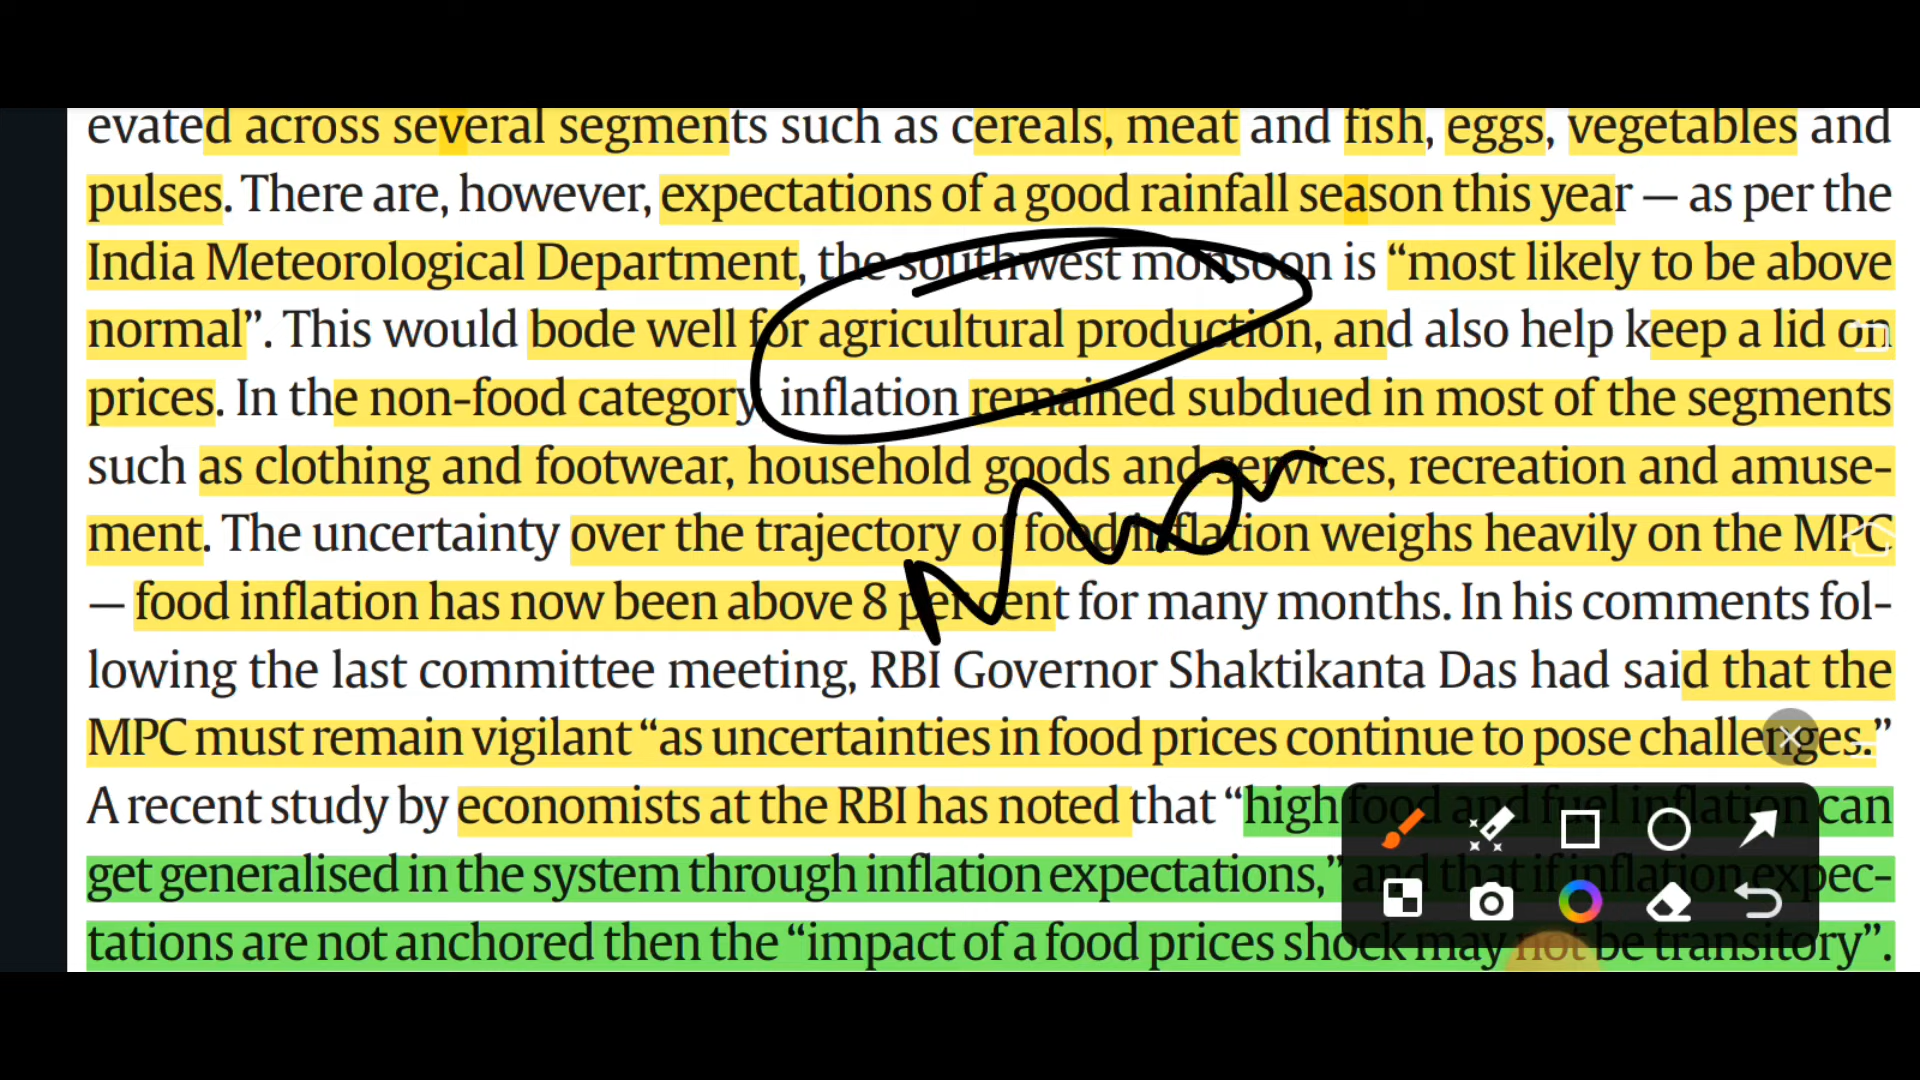 evated across several segments such as cereals, meat and fish, eggs, vegetables and
pulses. There are, however, expectations of a good rainfall season this year — as per the
India Meteorological Department, the southwest monsoon is “most likely to be above
normal”. This would bode well for agricultural production, and also help keep a lid on
prices. In the non-food category, inflation remained subdued in most of the segments
such as clothing and footwear, household goods and services, recreation and amuse-
ment. The uncertainty over the trajectory of food inflation weighs heavily on the MPC
— food inflation has now been above 8 per cent for many months. In his comments fol-
lowing the last committee meeting, RBI Governor Shaktikanta Das had said that the
MPC must remain vigilant “as uncertainties in food prices continue to pose challenges.”
A recent study by economists at the RBI has noted that “high food and fuel inflation can
get generalised in the system through inflation expectations,” and that if inflation expec-
tations are not anchored then the “impact of a food prices shock may not be transitory”.